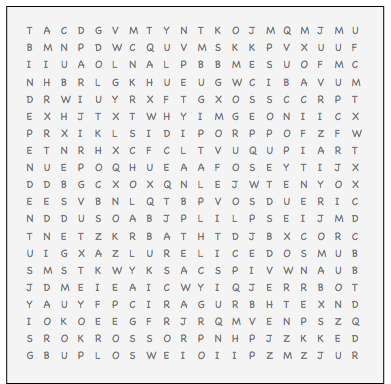 T A C D G V M T Y N T K O J M Q M J M U
B M N P D W C Q U V M S K K P V X U U F
I I U A O L N A L P B B M E S U O F M C
N H B R L G K H U E U G W C I B A V U M
D R W I U Y R X F T G X O S S C C R P T
E X H J T X T W H Y I M G E O N I I C X
P R X I K L S I D I P O R P P O F Z F W
E T N R H X C F C L T V U Q U P I A R T
N U E P O Q H U E A A F O S E Y T I J X
D D B G C X O X Q N L E J W T E N Y O X
E E S V B N L Q T B P V O S D U E R I C
N D D U S O A B J P L I L P S E I J M D
T N E T Z K R B A T H T D J B X C O R C
U I G X A Z L U R E L I C E D O S M U B
S M S T K W Y K S A C S P I V W N A U B
J D M E I E A I C W Y I Q J E R R B O T
Y A U Y F P C I R A G U R B H T E X N D
I O K O E E G F R J R Q M V E N P S Z Q
S R O K R O S S O R P N H P J Z K K E D
G B U P L O S W E I O I I P Z M Z J U R